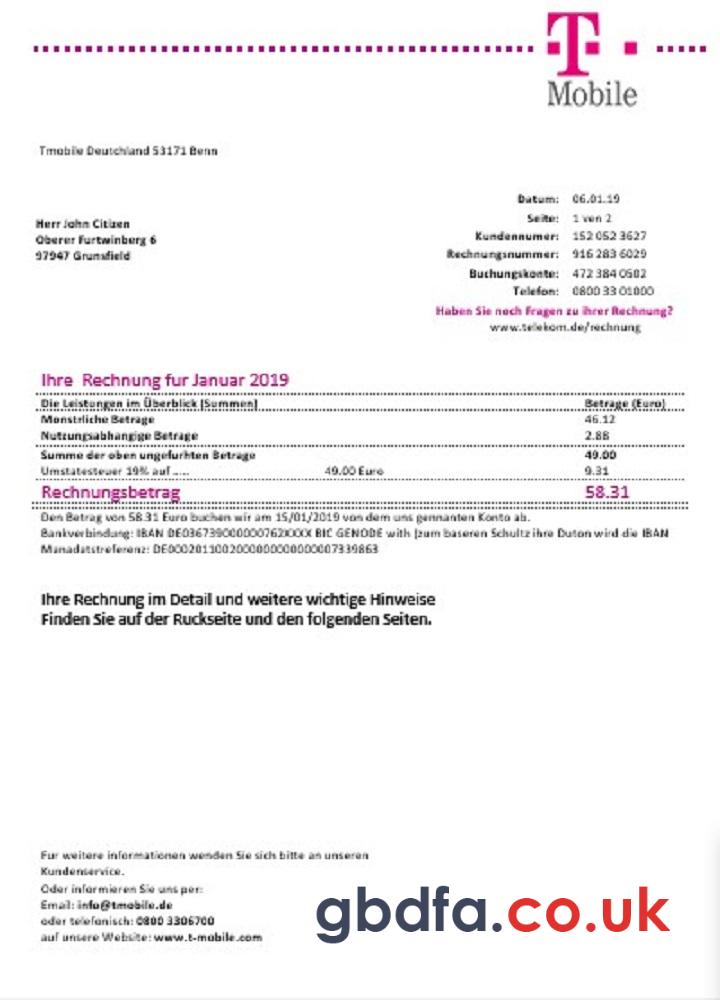 T
Mobile
Tmobile Deutchland 53171 Benn
Herr John Citizen
Oberer Furtwinberg 6
97947 Grunsfield
Datum: 06.01.19
Seite: 1 ven 2
Kundennumer: 152 052 3627
Rechnungsnummer: 916 283 6029
Buchungskonte: 472 384 0502
Telefon: 0800 33 01000
Haben Sie noch Fragen zu ihrer Rechnung?
www.telekom.de/rechnung
Ihre Rechnung fur Januar 2019
Die Leistungen im Überblick (Summen) Betrage (Euro)
Monstrliche Betrage 46.12
Nutzungsabhangige Betrage 2.88
Summe der oben ungefurhten Betrage 49.00
Umstatesteuer 19% auf ..... 49.00 Euro 9.31
Rechnungsbetrag 58.31
Den Betrag von 58.31 Euro buchen wir am 15/01/2019 von dem uns gennanten Konto ab.
Bankverbindung: IBAN BIC GENODE with (zum baseren Schultz ihre Duton wird die IBAN
Manadatstreferenz:
Ihre Rechnung im Detail und weitere wichtige Hinweise
Finden Sie auf der Ruckseite und den folgenden Seiten.
Fur weitere informationen wenden Sie sich bitte an unseren
Kundenservice.
Oder informieren Sie uns per:
Email: info@tmobile.de
oder telefonisch: 0800 3306700
auf unsere Website: www.t-mobile.com
gbdfa.co.uk